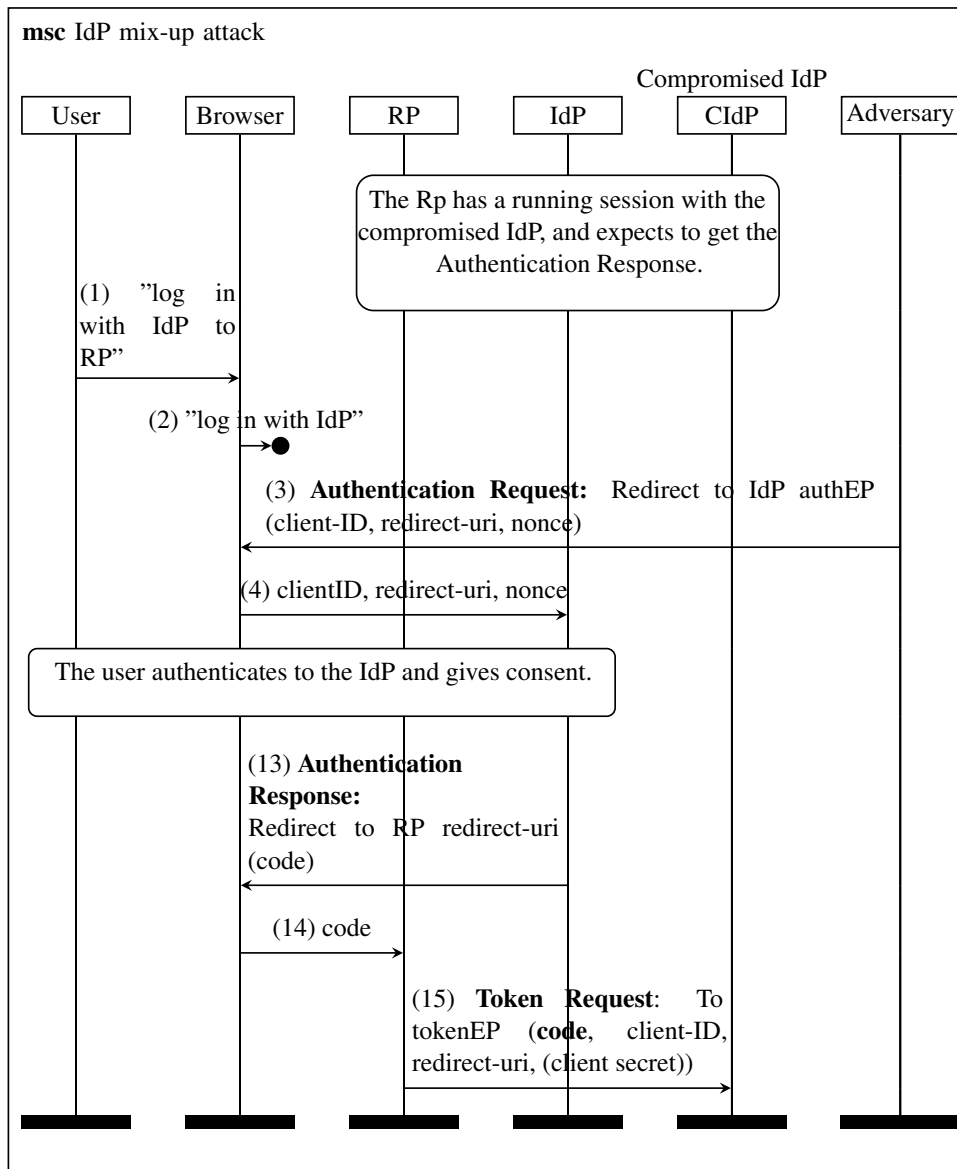 msc IdP mix-up attack
Compromised IdP
User Browser RP IdP CIdP Adversary
The Rp has a running session with the
compromised IdP, and expects to get the
Authentication Response.
(1) ”log in
with IdP to
RP”
(2) ”log in with IdP”
(3) Authentication Request: Redirect to IdP authEP
(client-ID, redirect-uri, nonce)
(4) clientID, redirect-uri, nonce
The user authenticates to the IdP and gives consent.
(13) Authentication
Response:
Redirect to RP redirect-uri
(code)
(14) code
(15) Token Request: To
tokenEP (code, client-ID,
redirect-uri, (client secret))